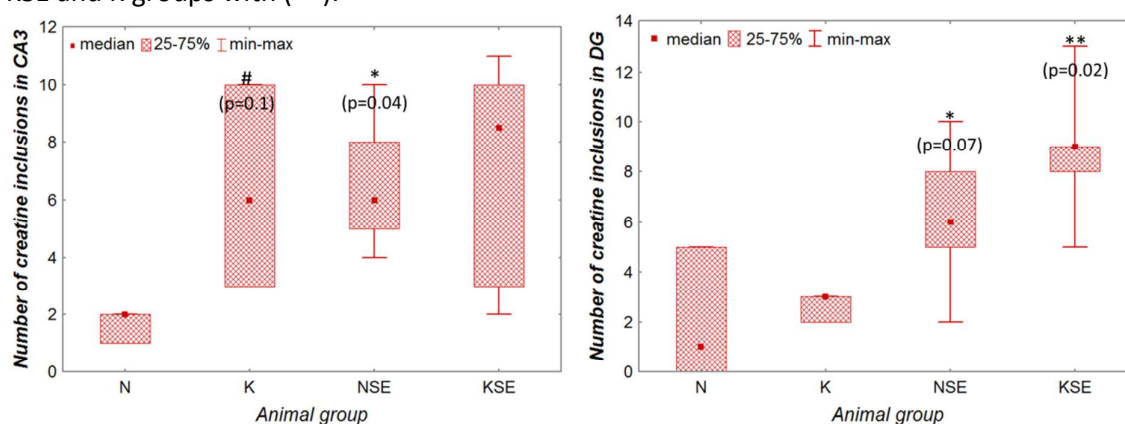 KSE and K groups with (**).
Number of creatine inclusions in CA3
12
10
8
6
4
2
0
median 25-75% min-max
#
(p=0.1)
*
(p=0.04)
N K NSE KSE
Animal group
Number of creatine inclusions in DG
14
12
10
8
6
4
2
0
median 25-75% min-max
**
(p=0.02)
*
(p=0.07)
N K NSE KSE
Animal group